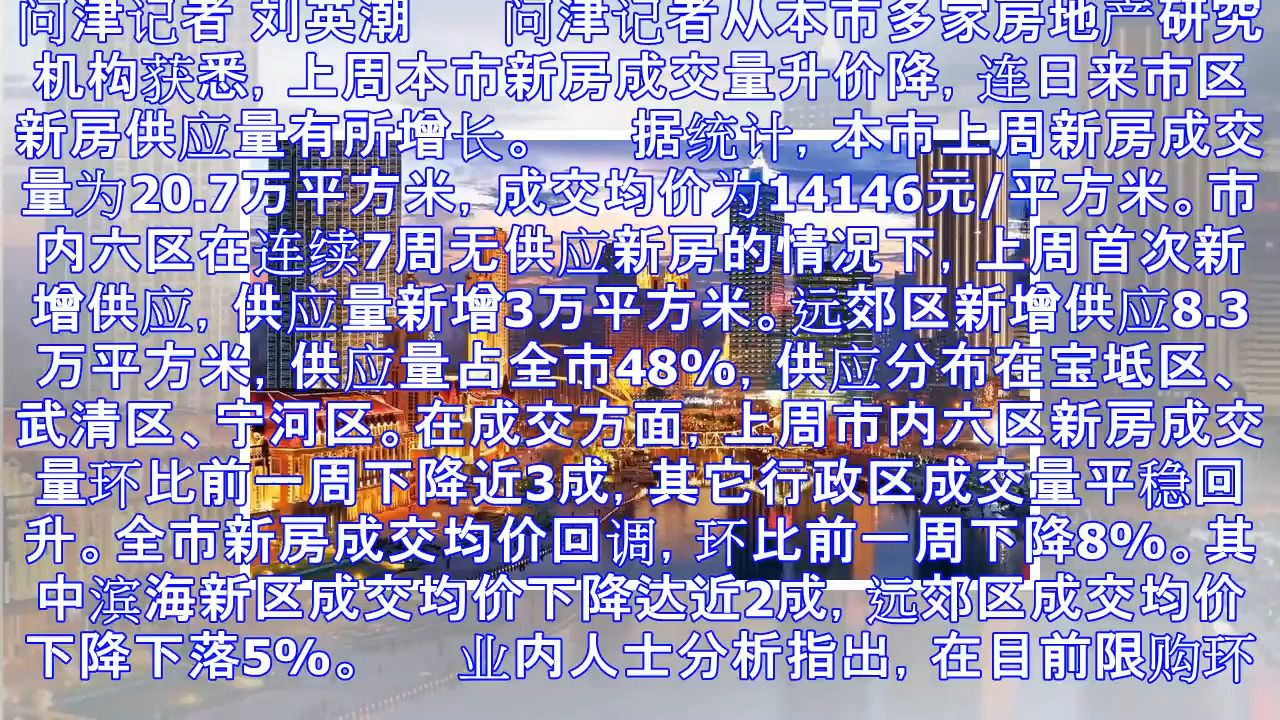 问津记者 刘英潮　　问津记者从本市多家房地产研究
机构获悉，上周本市新房成交量升价降，连日来市区
新房供应量有所增长。　　据统计，本市上周新房成交
量为20.7万平方米，成交均价为14146元/平方米。市
内六区在连续7周无供应新房的情况下，上周首次新
增供应，供应量新增3万平方米。远郊区新增供应8.3
万平方米，供应量占全市48%，供应分布在宝坻区、
武清区、宁河区。在成交方面，上周市内六区新房成交
量环比前一周下降近3成，其它行政区成交量平稳回
升。全市新房成交均价回调，环比前一周下降8%。其
中滨海新区成交均价下降达近2成，远郊区成交均价
下降下落5%。　　业内人士分析指出，在目前限购环